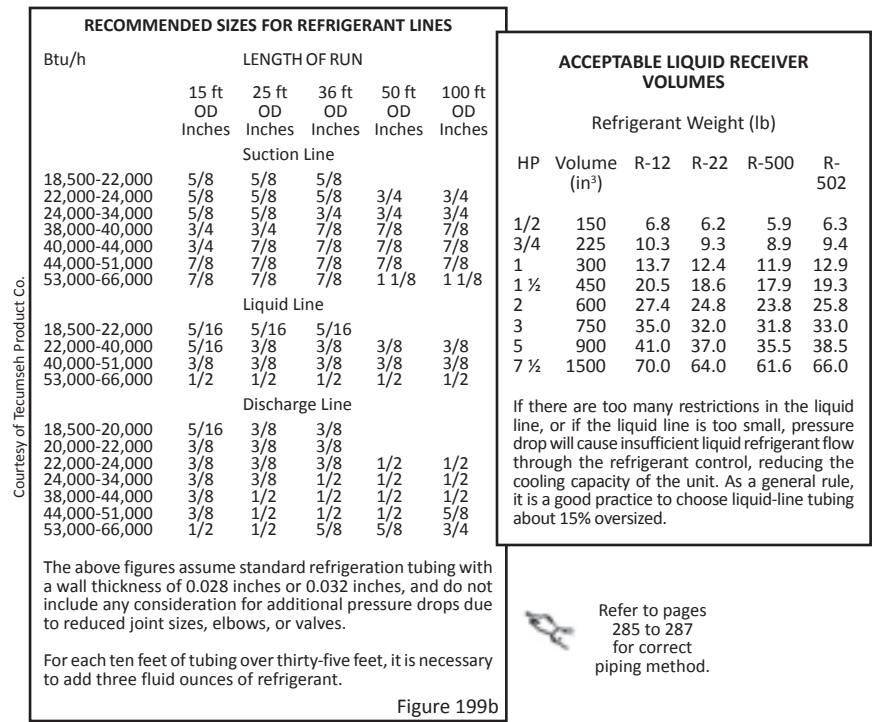 RECOMMENDED SIZES FOR REFRIGERANT LINES
Btu/h LENGTH OF RUN
15 ft 25 ft 36 ft 50 ft 100 ft
OD OD OD OD OD
Inches Inches Inches Inches Inches
Suction Line
18,500-22,000 5/8 5/8 5/8
22,000-24,000 5/8 5/8 5/8 3/4 3/4
24,000-34,000 5/8 5/8 3/4 3/4 3/4
38,000-40,000 3/4 3/4 7/8 7/8 7/8
40,000-44,000 3/4 7/8 7/8 7/8 7/8
44,000-51,000 7/8 7/8 7/8 7/8 7/8
53,000-66,000 7/8 7/8 7/8 1 1/8 1 1/8
Liquid Line
18,500-22,000 5/16 5/16 5/16
22,000-40,000 5/16 3/8 3/8 3/8 3/8
40,000-51,000 3/8 3/8 3/8 3/8 3/8
53,000-66,000 1/2 1/2 1/2 1/2 1/2
Discharge Line
18,500-20,000 5/16 3/8 3/8
20,000-22,000 3/8 3/8 3/8
22,000-24,000 3/8 3/8 3/8 1/2 1/2
24,000-34,000 3/8 3/8 1/2 1/2 1/2
38,000-44,000 3/8 1/2 1/2 1/2 1/2
44,000-51,000 3/8 1/2 1/2 1/2 5/8
53,000-66,000 1/2 1/2 5/8 5/8 3/4
The above figures assume standard refrigeration tubing with
a wall thickness of 0.028 inches or 0.032 inches, and do not
include any consideration for additional pressure drops due
to reduced joint sizes, elbows, or valves.
For each ten feet of tubing over thirty-five feet, it is necessary
to add three fluid ounces of refrigerant.
Figure 199b
Courtesy of Tecumseh Product Co.
ACCEPTABLE LIQUID RECEIVER
VOLUMES
Refrigerant Weight (lb)
HP Volume R-12 R-22 R-500 R-
(in³) 502
1/2 150 6.8 6.2 5.9 6.3
3/4 225 10.3 9.3 8.9 9.4
1 300 13.7 12.4 11.9 12.9
1 ½ 450 20.5 18.6 17.9 19.3
2 600 27.4 24.8 23.8 25.8
3 750 35.0 32.0 31.8 33.0
5 900 41.0 37.0 35.5 38.5
7 ½ 1500 70.0 64.0 61.6 66.0
If there are too many restrictions in the liquid
line, or if the liquid line is too small, pressure
drop will cause insufficient liquid refrigerant flow
through the refrigerant control, reducing the
cooling capacity of the unit. As a general rule,
it is a good practice to choose liquid-line tubing
about 15% oversized.
Refer to pages
285 to 287
for correct
piping method.